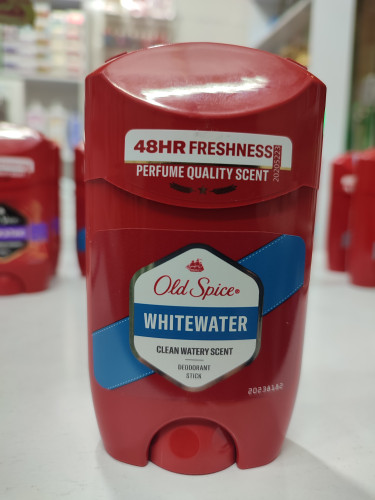 48HR FRESHNESS
PERFUME QUALITY SCENT
Old Spice®
WHITEWATER
CLEAN WATERY SCENT
DEODORANT
STICK